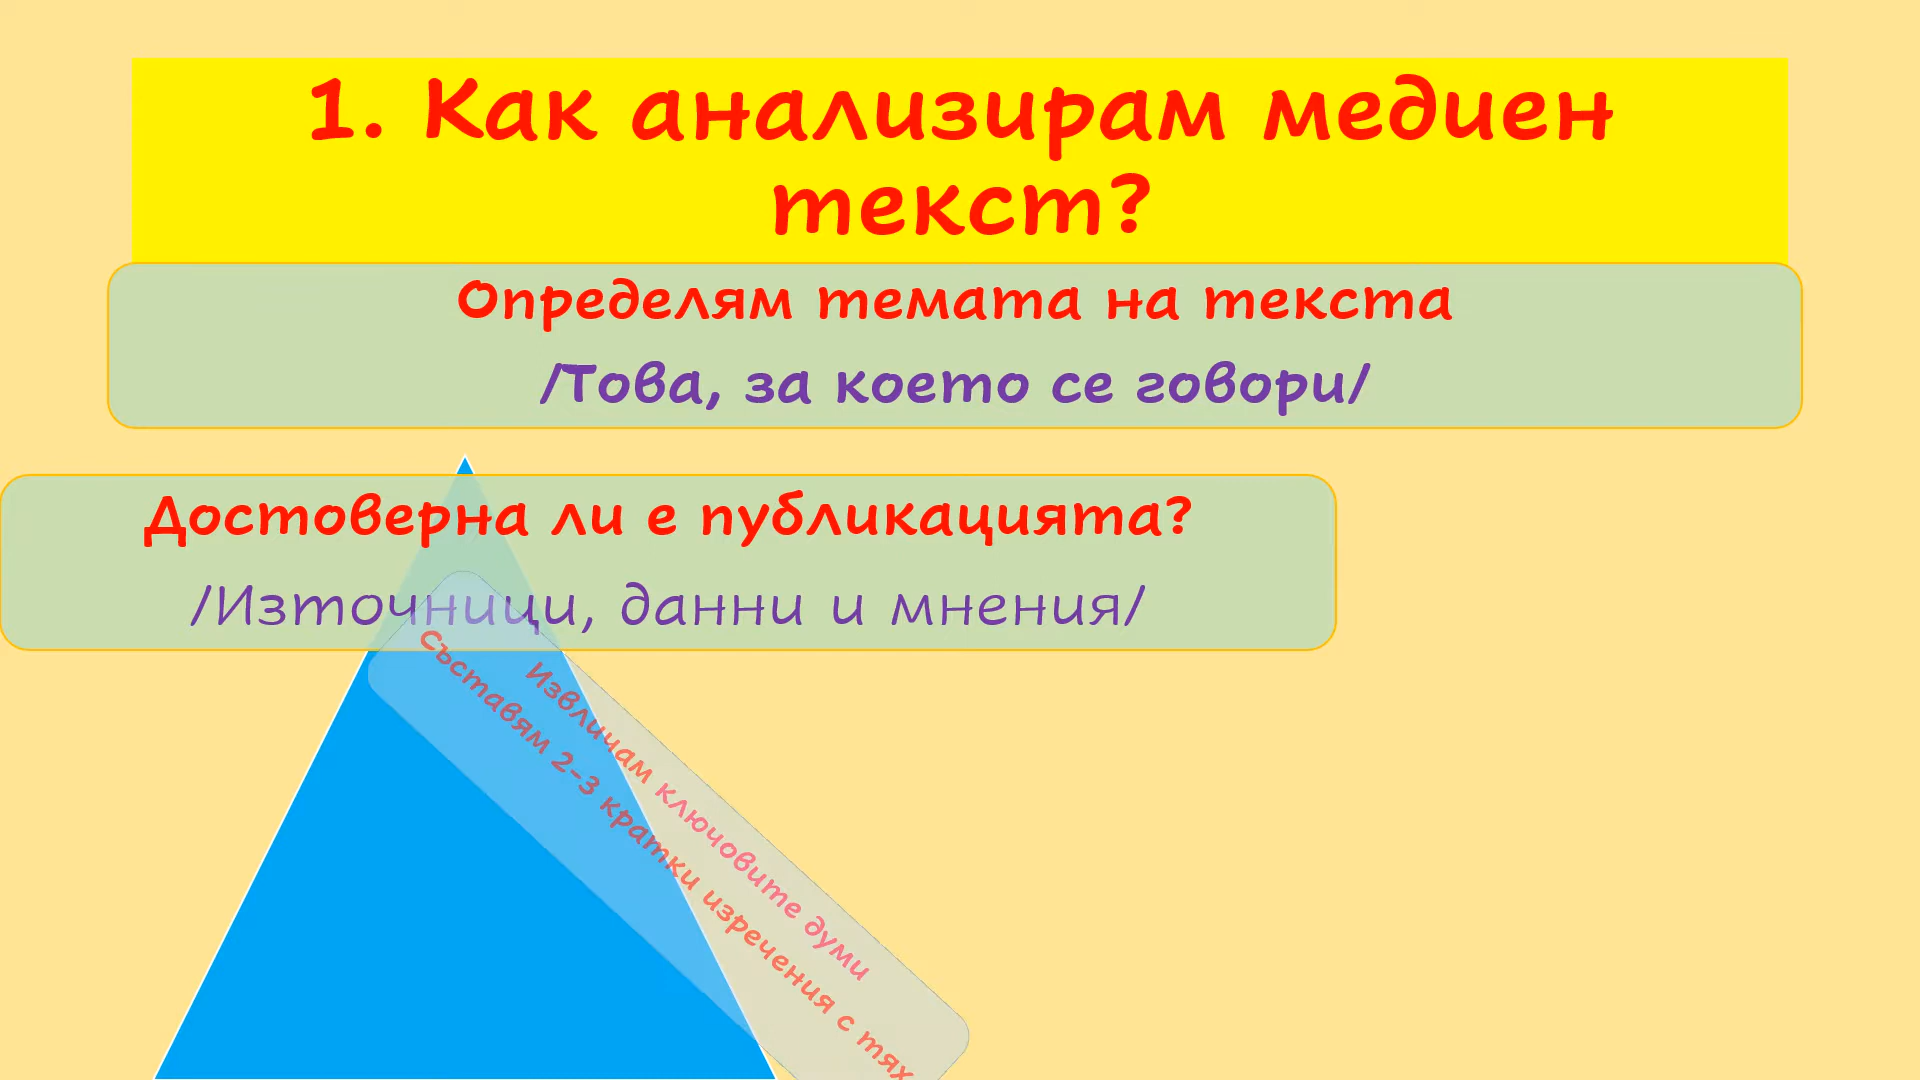 1. Как анализирам медиен
текст?
Определям темата на текста
/Това, за което се говори/
Достоверна ли е публикацията?
/Източници, данни и мнения/
Извличам ключовите думи
Съставям 2-3 кратки изречения с тях